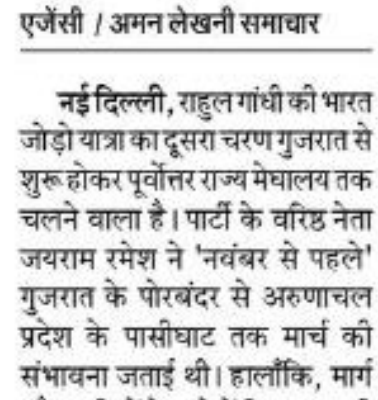 एजेंसी / अमन लेखनी समाचार
नई दिल्ली, राहुल गांधी की भारत
जोड़ो यात्रा का दूसरा चरण गुजरात से
शुरू होकर पूर्वोत्तर राज्य मेघालय तक
चलने वाला है। पार्टी के वरिष्ठ नेता
जयराम रमेश ने 'नवंबर से पहले'
गुजरात के पोरबंदर से अरुणाचल
प्रदेश के पासीघाट तक मार्च की
संभावना जताई थी। हालाँकि, मार्ग